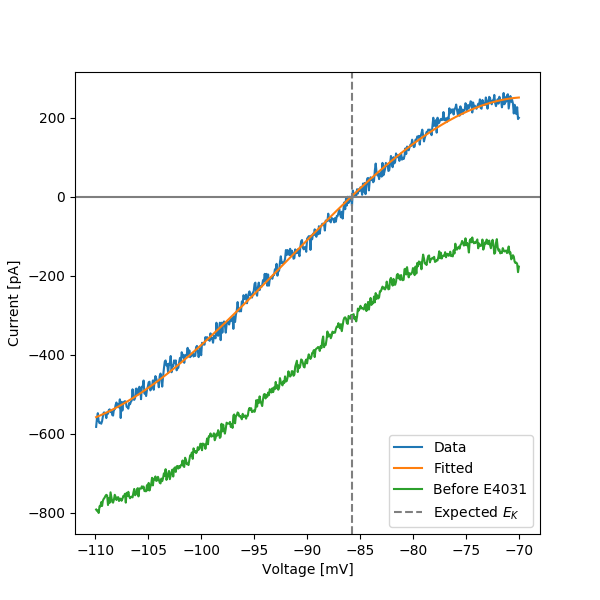 200
0
−200
−400
−600
−800
Current [pA]
−110 −105 −100 −95 −90 −85 −80 −75 −70
Voltage [mV]
Data
Fitted
Before E4031
Expected E_K